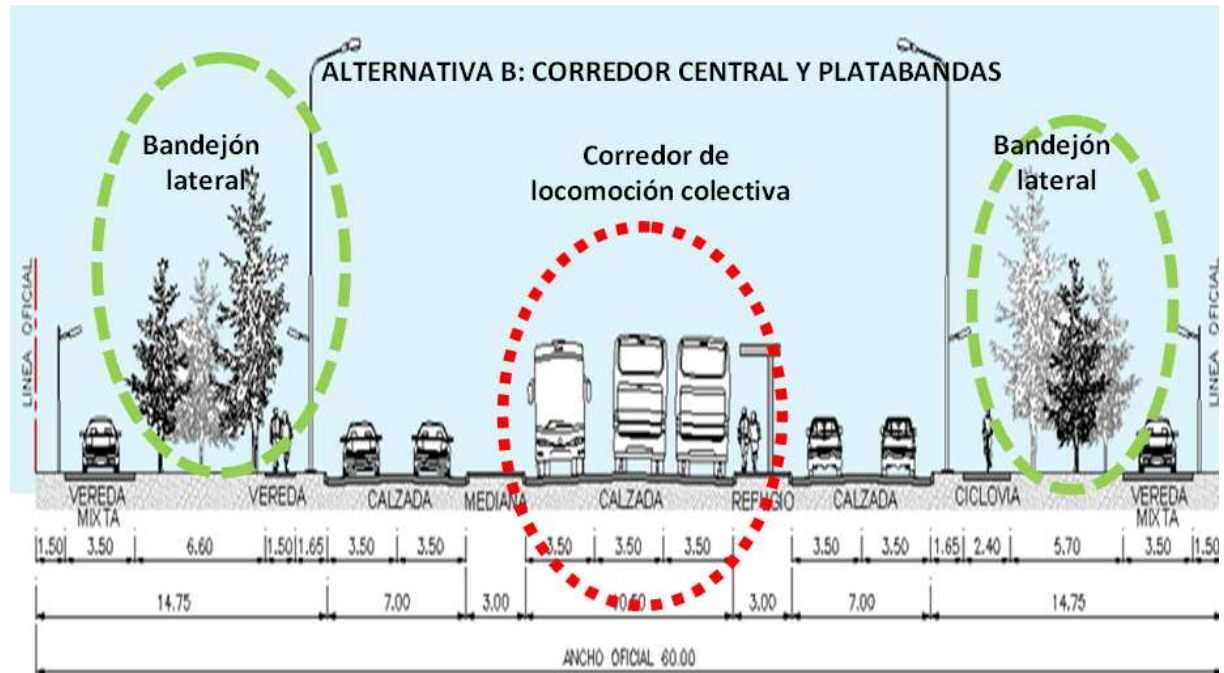 ALTERNATIVA B: CORREDOR CENTRAL Y PLATABANDAS
Bandejón
lateral
Corredor de
locomoción colectiva
Bandejón
lateral
LINEA OFICIAL
LINEA OFICIAL
VEREDA
MIXTA
VEREDA
CALZADA
MEDIANA
CALZADA
REFUGIO
CALZADA
CICLOVIA
VEREDA
MIXTA
1.50 3.50 6.60 1.50 1.65 3.50 3.50 3.50 3.50 3.50 3.50 3.50 1.65 2.40 5.70 3.50 1.50
14.75 7.00 3.00 10.50 3.00 7.00 14.75
ANCHO OFICIAL 60.00